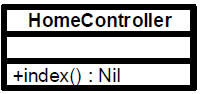 HomeController
+index() : Nil